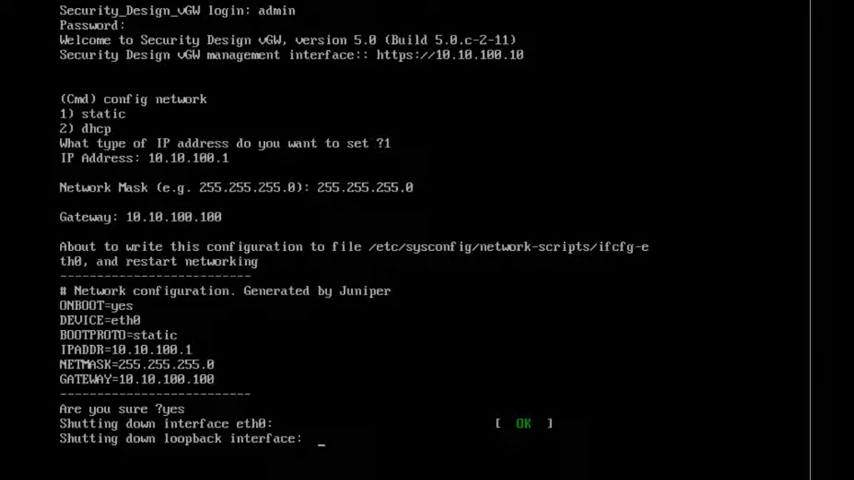 Security_Design_vGW login: admin
Password:
Welcome to Security Design vGW, version 5.0 (Build 5.0.c-2-11)
Security Design vGW management interface:: https://10.10.100.10
(Cmd) config network
1) static
2) dhcp
What type of IP address do you want to set ?1
IP Address: 10.10.100.1
Network Mask (e.g. 255.255.255.0): 255.255.255.0
Gateway: 10.10.100.100
About to write this configuration to file /etc/sysconfig/network-scripts/ifcfg-e
th0, and restart networking
--------------------------
# Network configuration. Generated by Juniper
ONBOOT=yes
DEVICE=eth0
BOOTPROTO=static
IPADDR=10.10.100.1
NETMASK=255.255.255.0
GATEWAY=10.10.100.100
--------------------------
Are you sure ?yes
Shutting down interface eth0: [ OK ]
Shutting down loopback interface: _